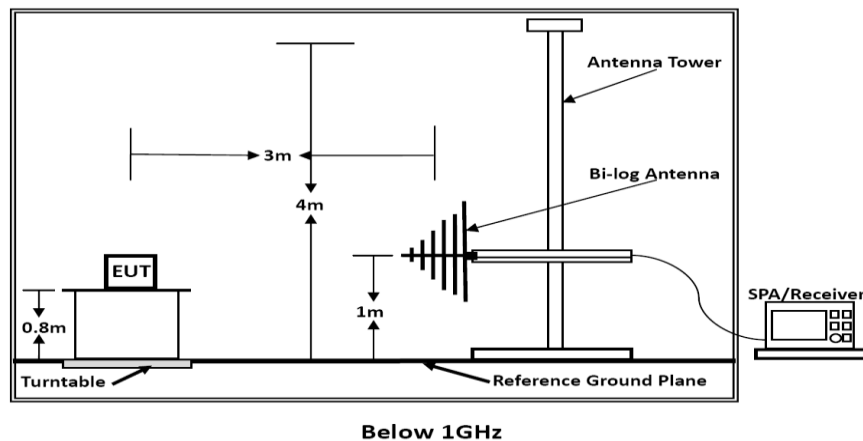 Antenna Tower
3m
Bi-log Antenna
4m
EUT
SPA/Receiver
0.8m
1m
Turntable
Reference Ground Plane
Below 1GHz